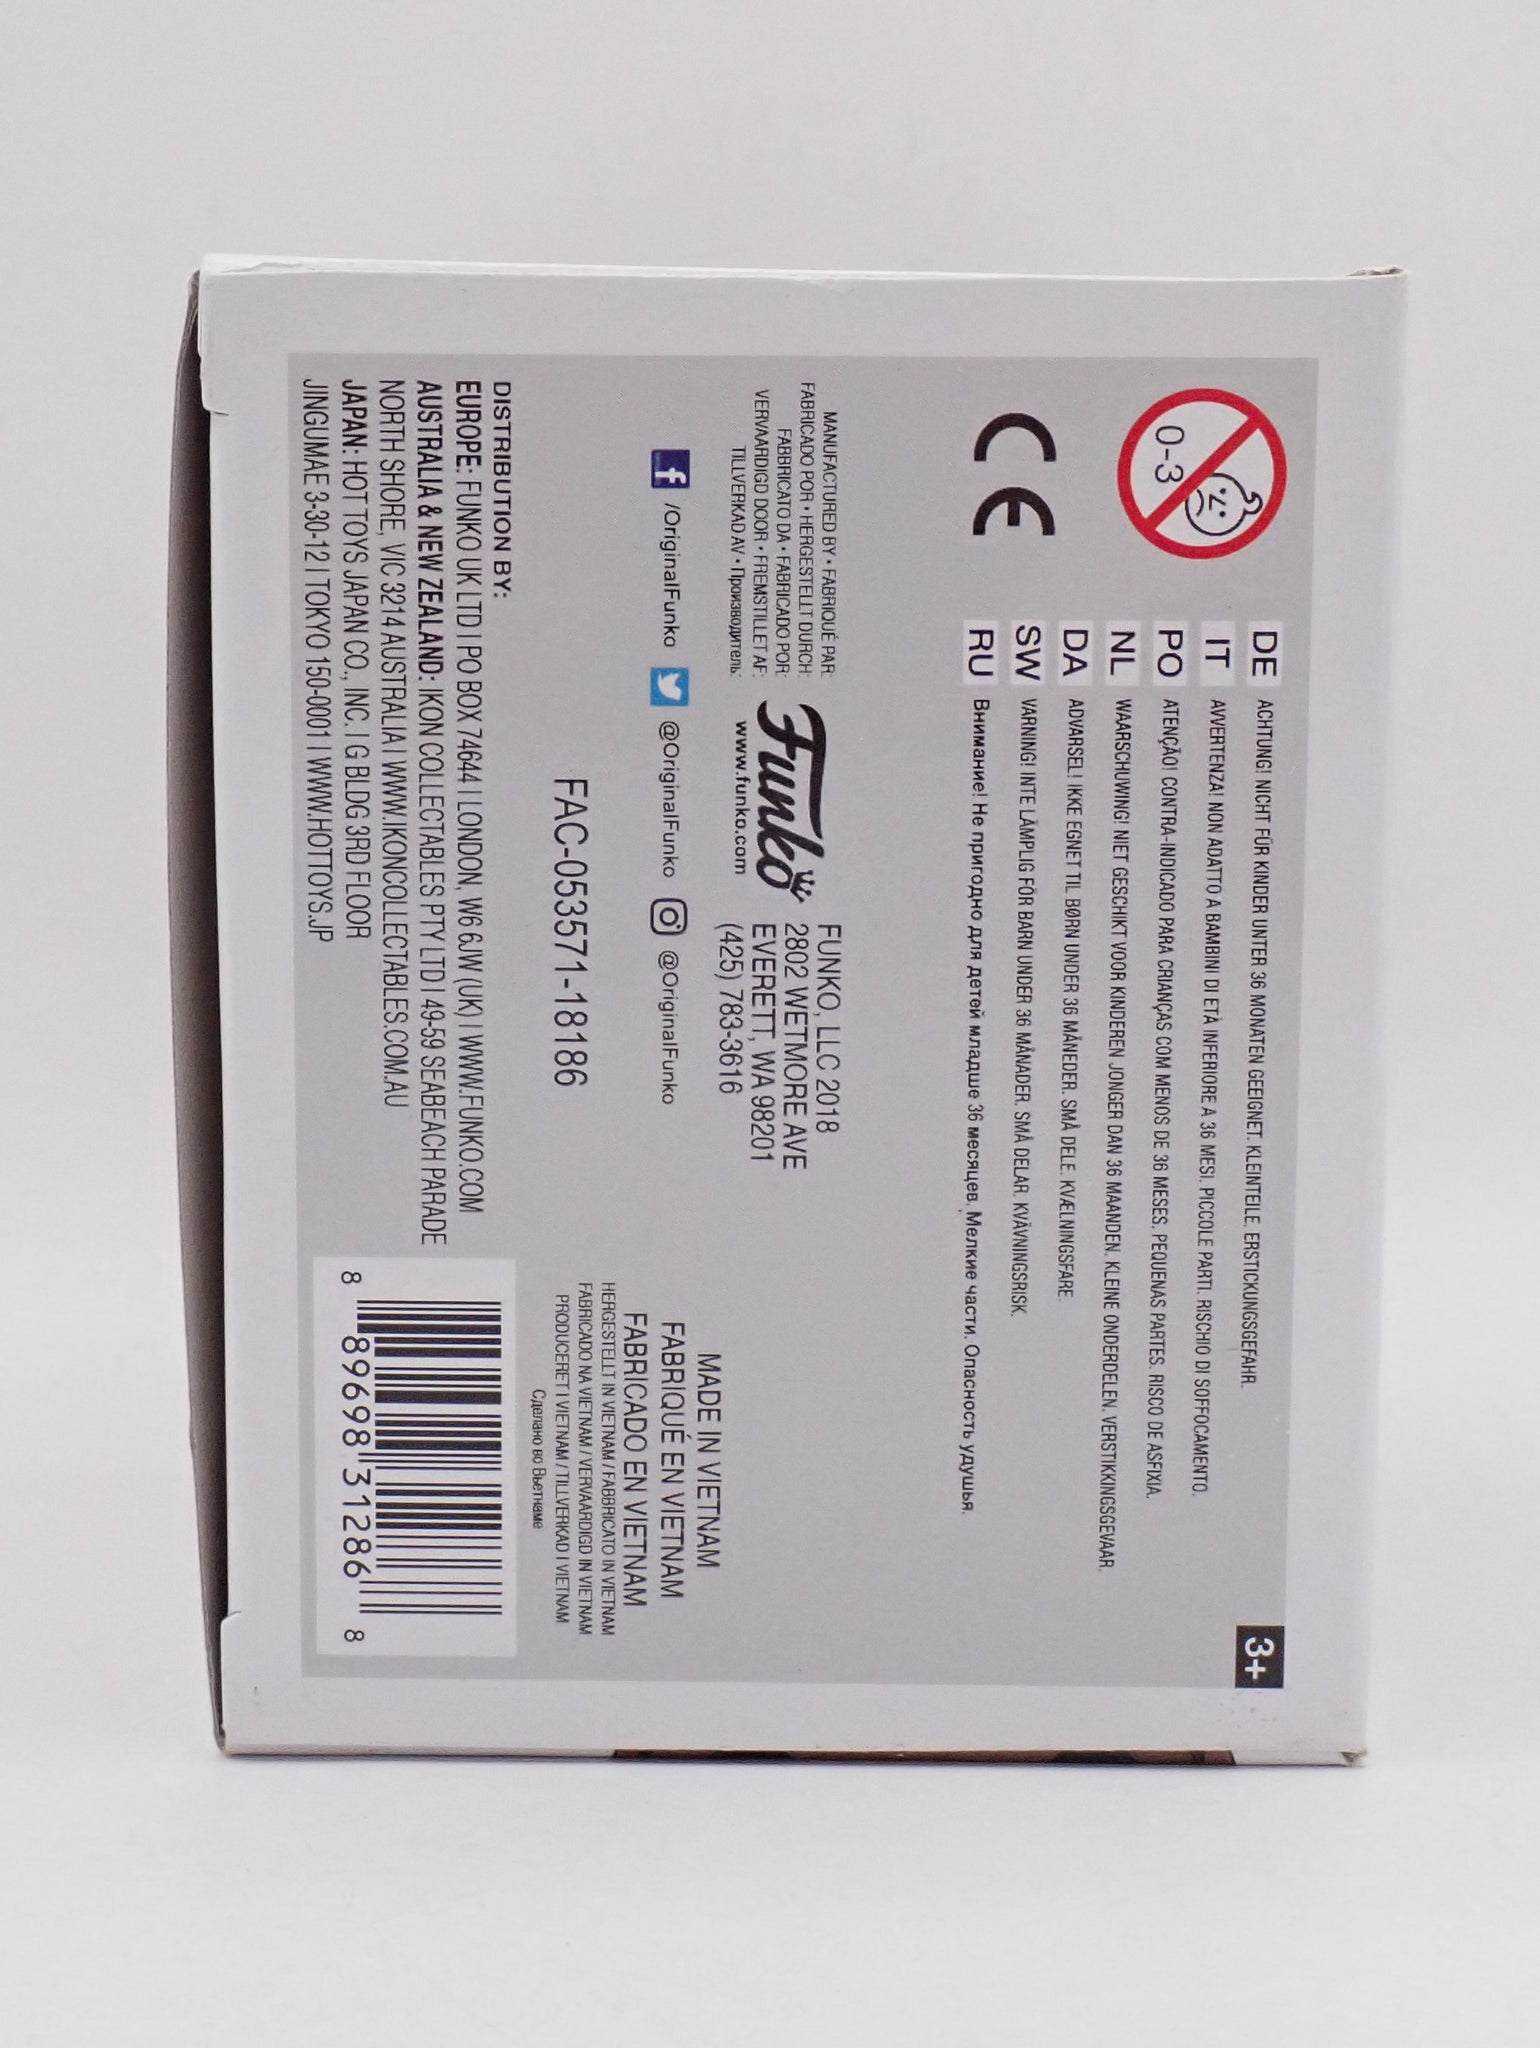 0-3
3+
DE ACHTUNG! NICHT FÜR KINDER UNTER 36 MONATEN GEEIGNET. KLEINTEILE. ERSTICKUNGSGEFAHR.
IT AVVERTENZA! NON ADATTO A BAMBINI DI ETÀ INFERIORE A 36 MESI. PICCOLE PARTI. RISCHIO DI SOFFOCAMENTO.
PO ATENÇÃO! CONTRA-INDICADO PARA CRIANÇAS COM MENOS DE 36 MESES. PEQUENAS PARTES. RISCO DE ASFIXIA.
NL WAARSCHUWING! NIET GESCHIKT VOOR KINDEREN JONGER DAN 36 MAANDEN. KLEINE ONDERDELEN. VERSTIKKINGSGEVAAR.
DA ADVARSEL! IKKE EGNET TIL BØRN UNDER 36 MÅNEDER. SMÅ DELE. KVÆLNINGSFARE.
SW VARNING! INTE LÄMPLIG FÖR BARN UNDER 36 MÅNADER. SMÅ DELAR. KVÄVNINGSRISK.
RU Внимание! Не пригодно для детей младше 36 месяцев. Мелкие части. Опасность удушья.
CE
MANUFACTURED BY • FABRIQUÉ PAR:
FABRICADO POR • HERGESTELLT DURCH:
FABBRICATO DA • FABRICADO POR:
VERVAARDIGD DOOR • FREMSTILLET AF:
TILLVERKAD AV • Производитель:
Funko
www.funko.com
FUNKO, LLC 2018
2802 WETMORE AVE
EVERETT, WA 98201
(425) 783-3616
f /OriginalFunko @OriginalFunko @OriginalFunko
FAC-053571-18186
MADE IN VIETNAM
FABRIQUÉ EN VIETNAM
FABRICADO EN VIETNAM
HERGESTELLT IN VIETNAM / FABBRICATO IN VIETNAM
FABRICADO NA VIETNAM / VERVAARDIGD IN VIETNAM
PRODUCERET I VIETNAM / TILLVERKAD I VIETNAM
Сделано во Вьетнаме
DISTRIBUTION BY:
EUROPE: FUNKO UK LTD | PO BOX 74644 | LONDON, W6 6JW (UK) | WWW.FUNKO.COM
AUSTRALIA & NEW ZEALAND: IKON COLLECTABLES PTY LTD | 49-59 SEABEACH PARADE
NORTH SHORE, VIC 3214 AUSTRALIA | WWW.IKONCOLLECTABLES.COM.AU
JAPAN: HOT TOYS JAPAN CO., INC. | G BLDG 3RD FLOOR
JINGUMAE 3-30-12 | TOKYO 150-0001 | WWW.HOTTOYS.JP
8 89698 31286 8